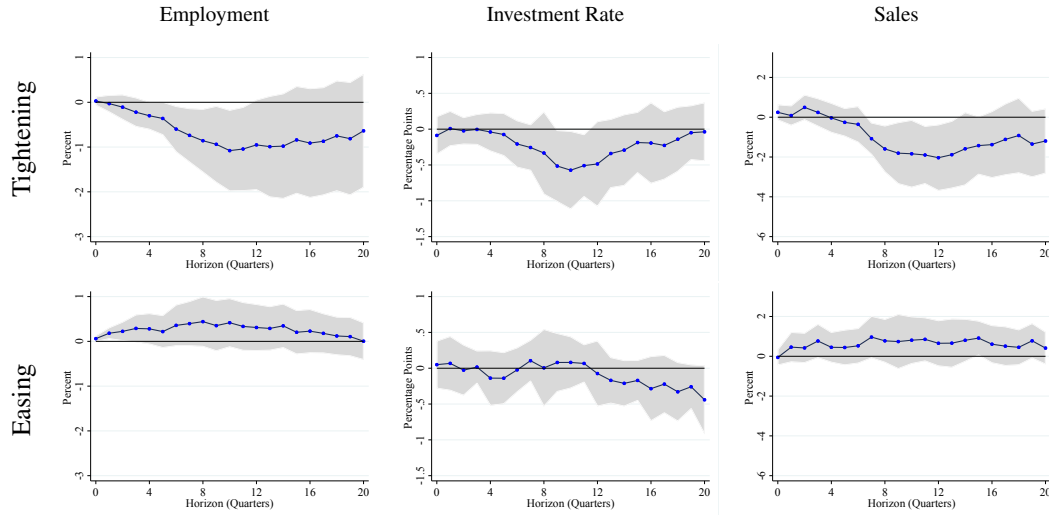 Employment Investment Rate Sales
Tightening
Percent
1
0
-1
-2
-3
0 4 8 12 16 20
Horizon (Quarters)
Percentage Points
1
.5
0
-.5
-1
-1.5
0 4 8 12 16 20
Horizon (Quarters)
Percent
2
0
-2
-4
-6
0 4 8 12 16 20
Horizon (Quarters)
Easing
Percent
1
0
-1
-2
-3
0 4 8 12 16 20
Horizon (Quarters)
Percentage Points
1
.5
0
-.5
-1
-1.5
0 4 8 12 16 20
Horizon (Quarters)
Percent
2
0
-2
-4
-6
0 4 8 12 16 20
Horizon (Quarters)